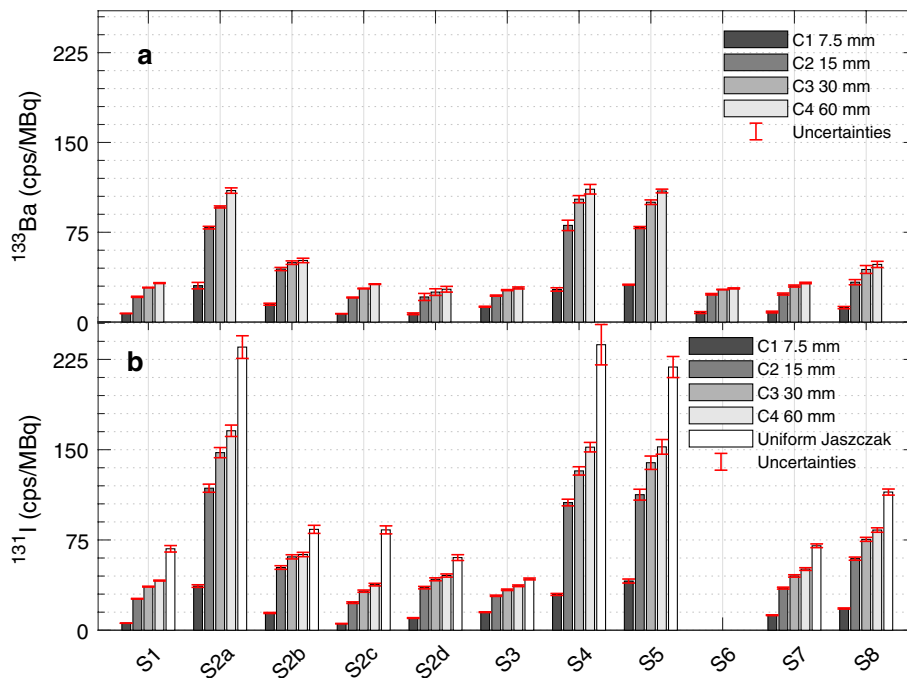 a
C1 7.5 mm
C2 15 mm
C3 30 mm
C4 60 mm
Uncertainties
225
150
75
0
133Ba (cps/MBq)
b
C1 7.5 mm
C2 15 mm
C3 30 mm
C4 60 mm
Uniform Jaszczak
Uncertainties
225
150
75
0
131I (cps/MBq)
S1 S2a S2b S2c S2d S3 S4 S5 S6 S7 S8